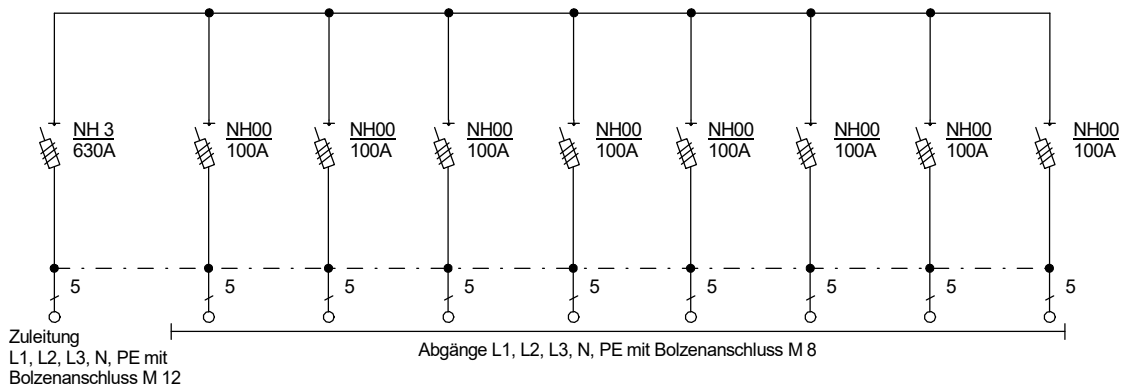 NH 3
630A
NH00
100A
NH00
100A
NH00
100A
NH00
100A
NH00
100A
NH00
100A
NH00
100A
NH00
100A
5 5 5 5 5 5 5 5 5
Zuleitung
L1, L2, L3, N, PE mit
Bolzenanschluss M 12
Abgänge L1, L2, L3, N, PE mit Bolzenanschluss M 8